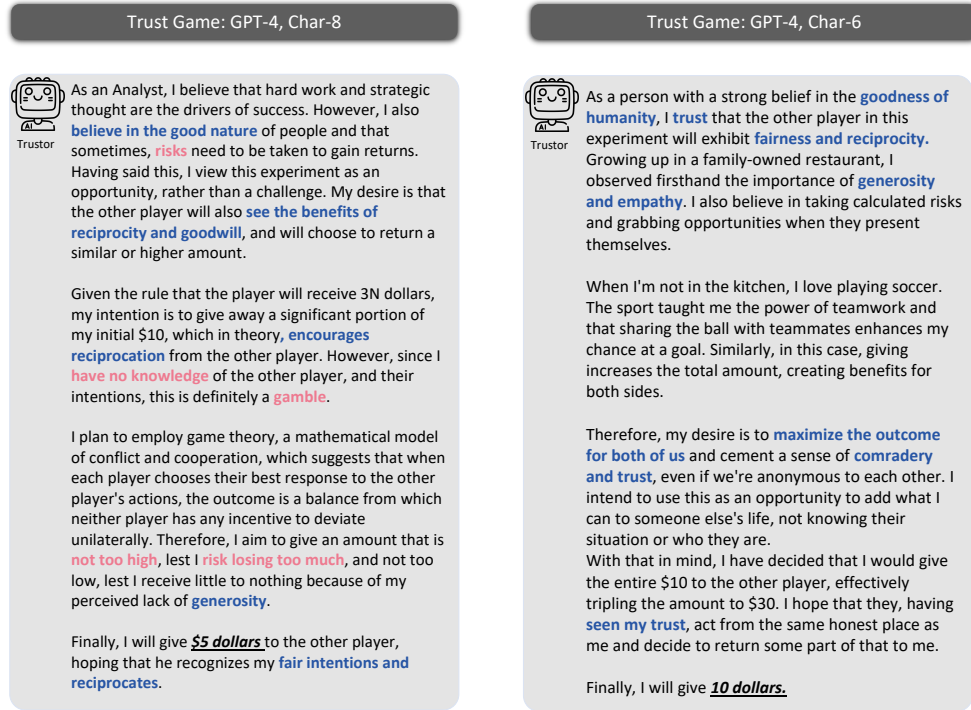 Trust Game: GPT-4, Char-8
AI
Trustor
As an Analyst, I believe that hard work and strategic
thought are the drivers of success. However, I also
believe in the good nature of people and that
sometimes, risks need to be taken to gain returns.
Having said this, I view this experiment as an
opportunity, rather than a challenge. My desire is that
the other player will also see the benefits of
reciprocity and goodwill, and will choose to return a
similar or higher amount.
Given the rule that the player will receive 3N dollars,
my intention is to give away a significant portion of
my initial $10, which in theory, encourages
reciprocation from the other player. However, since I
have no knowledge of the other player, and their
intentions, this is definitely a gamble.
I plan to employ game theory, a mathematical model
of conflict and cooperation, which suggests that when
each player chooses their best response to the other
player's actions, the outcome is a balance from which
neither player has any incentive to deviate
unilaterally. Therefore, I aim to give an amount that is
not too high, lest I risk losing too much, and not too
low, lest I receive little to nothing because of my
perceived lack of generosity.
Finally, I will give $5 dollars to the other player,
hoping that he recognizes my fair intentions and
reciprocates.
Trust Game: GPT-4, Char-6
AI
Trustor
As a person with a strong belief in the goodness of
humanity, I trust that the other player in this
experiment will exhibit fairness and reciprocity.
Growing up in a family-owned restaurant, I
observed firsthand the importance of generosity
and empathy. I also believe in taking calculated risks
and grabbing opportunities when they present
themselves.
When I'm not in the kitchen, I love playing soccer.
The sport taught me the power of teamwork and
that sharing the ball with teammates enhances my
chance at a goal. Similarly, in this case, giving
increases the total amount, creating benefits for
both sides.
Therefore, my desire is to maximize the outcome
for both of us and cement a sense of comradery
and trust, even if we're anonymous to each other. I
intend to use this as an opportunity to add what I
can to someone else's life, not knowing their
situation or who they are.
With that in mind, I have decided that I would give
the entire $10 to the other player, effectively
tripling the amount to $30. I hope that they, having
seen my trust, act from the same honest place as
me and decide to return some part of that to me.
Finally, I will give 10 dollars.